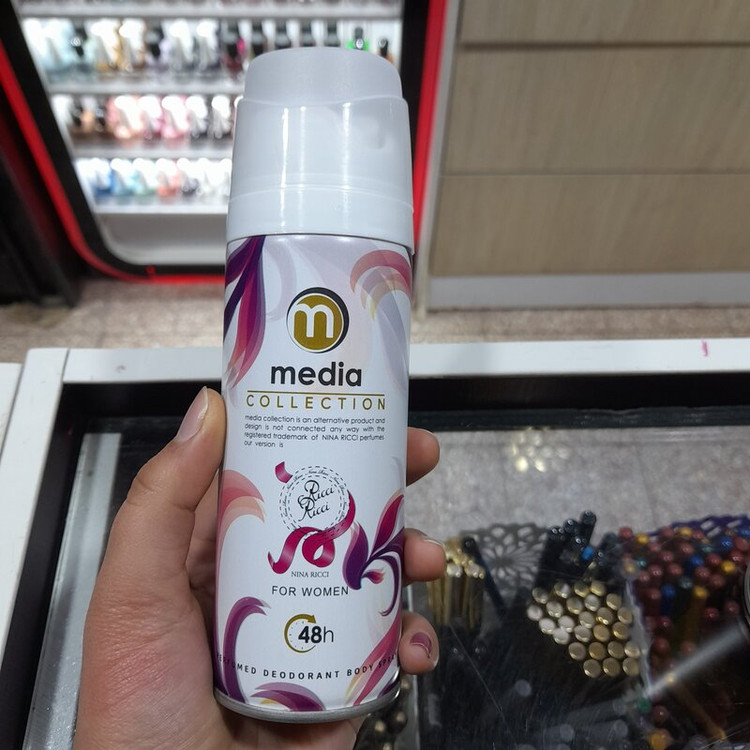 m
media
COLLECTION
media collection is an alternative product and
design is not connected any way with the
registered trademark of NINA RICCI perfumes
our version is
Ricci
Ricci
NINA RICCI
FOR WOMEN
48h
PERFUMED DEODORANT BODY